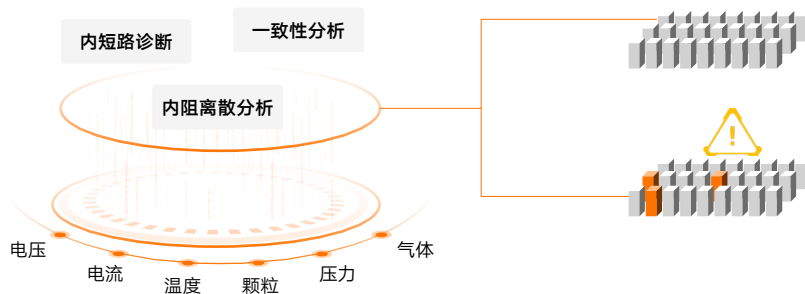 内短路诊断
一致性分析
内阻离散分析
电压
电流
温度
颗粒
压力
气体